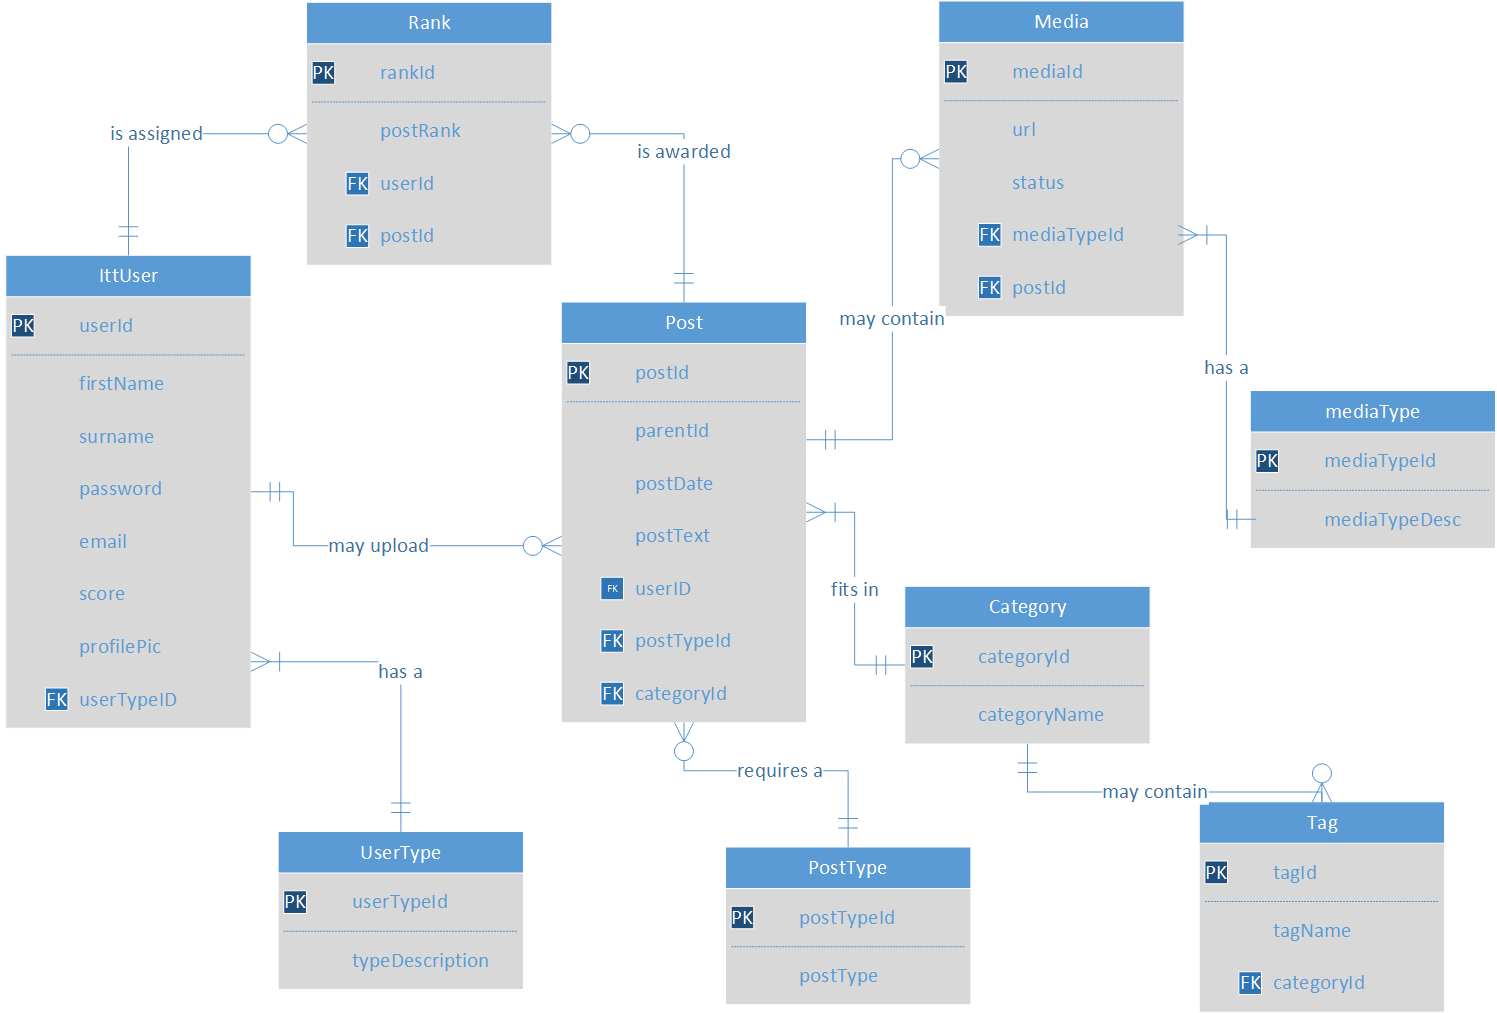 Rank
PK rankId
postRank
FK userId
FK postId
Media
PK mediaId
url
status
FK mediaTypeId
FK postId
is assigned
is awarded
IttUser
PK userId
firstName
surname
password
email
score
profilePic
FK userTypeID
Post
PK postId
parentId
postDate
postText
FK userID
FK postTypeId
FK categoryId
may contain
has a
mediaType
PK mediaTypeId
mediaTypeDesc
may upload
fits in
Category
PK categoryId
categoryName
has a
requires a
may contain
UserType
PK userTypeId
typeDescription
PostType
PK postTypeId
postType
Tag
PK tagId
tagName
FK categoryId